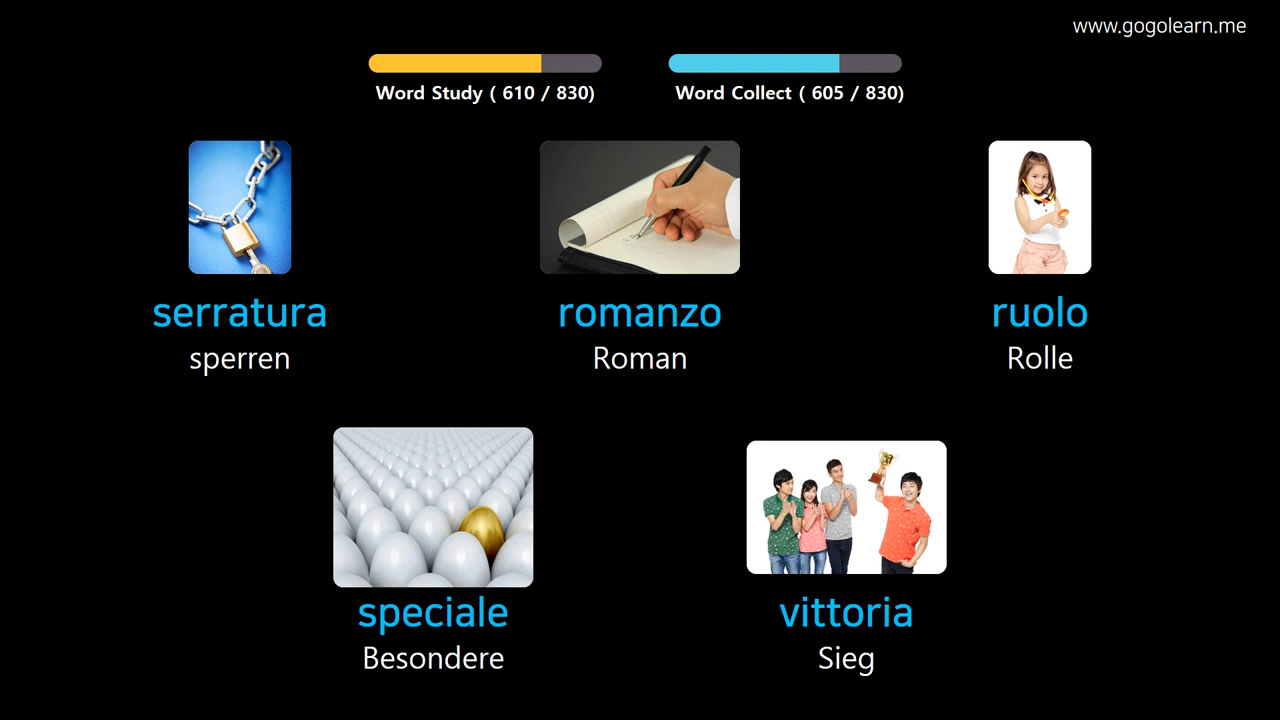 www.gogolearn.me
Word Study ( 610 / 830)
Word Collect ( 605 / 830)
serratura
sperren
romanzo
Roman
ruolo
Rolle
speciale
Besondere
vittoria
Sieg